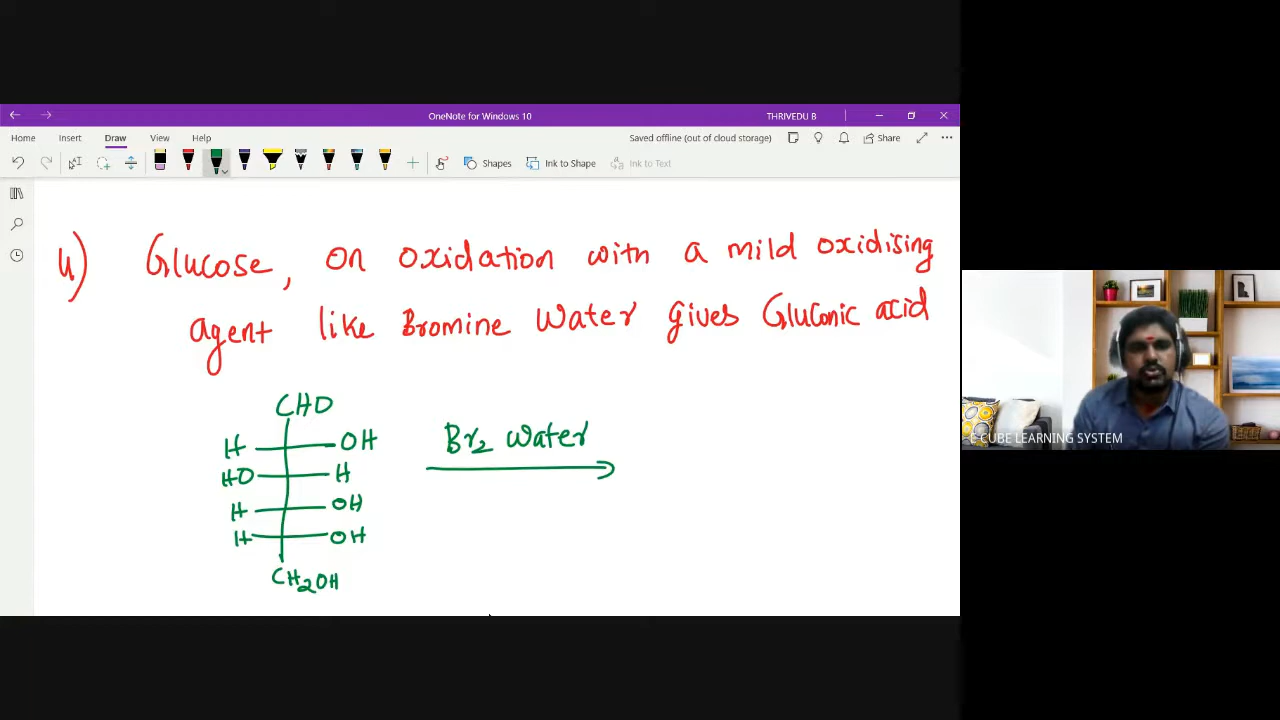 OneNote for Windows 10
THRIVEDU B
Home Insert Draw View Help
Saved offline (out of cloud storage)
Share
Shapes
Ink to Shape
Ink to Text
4) Glucose, on oxidation with a mild oxidising
agent like Bromine Water gives Gluconic acid
CHO
H OH
HO H
H OH
H OH
CH2OH
Br2 Water
CUBE LEARNING SYSTEM